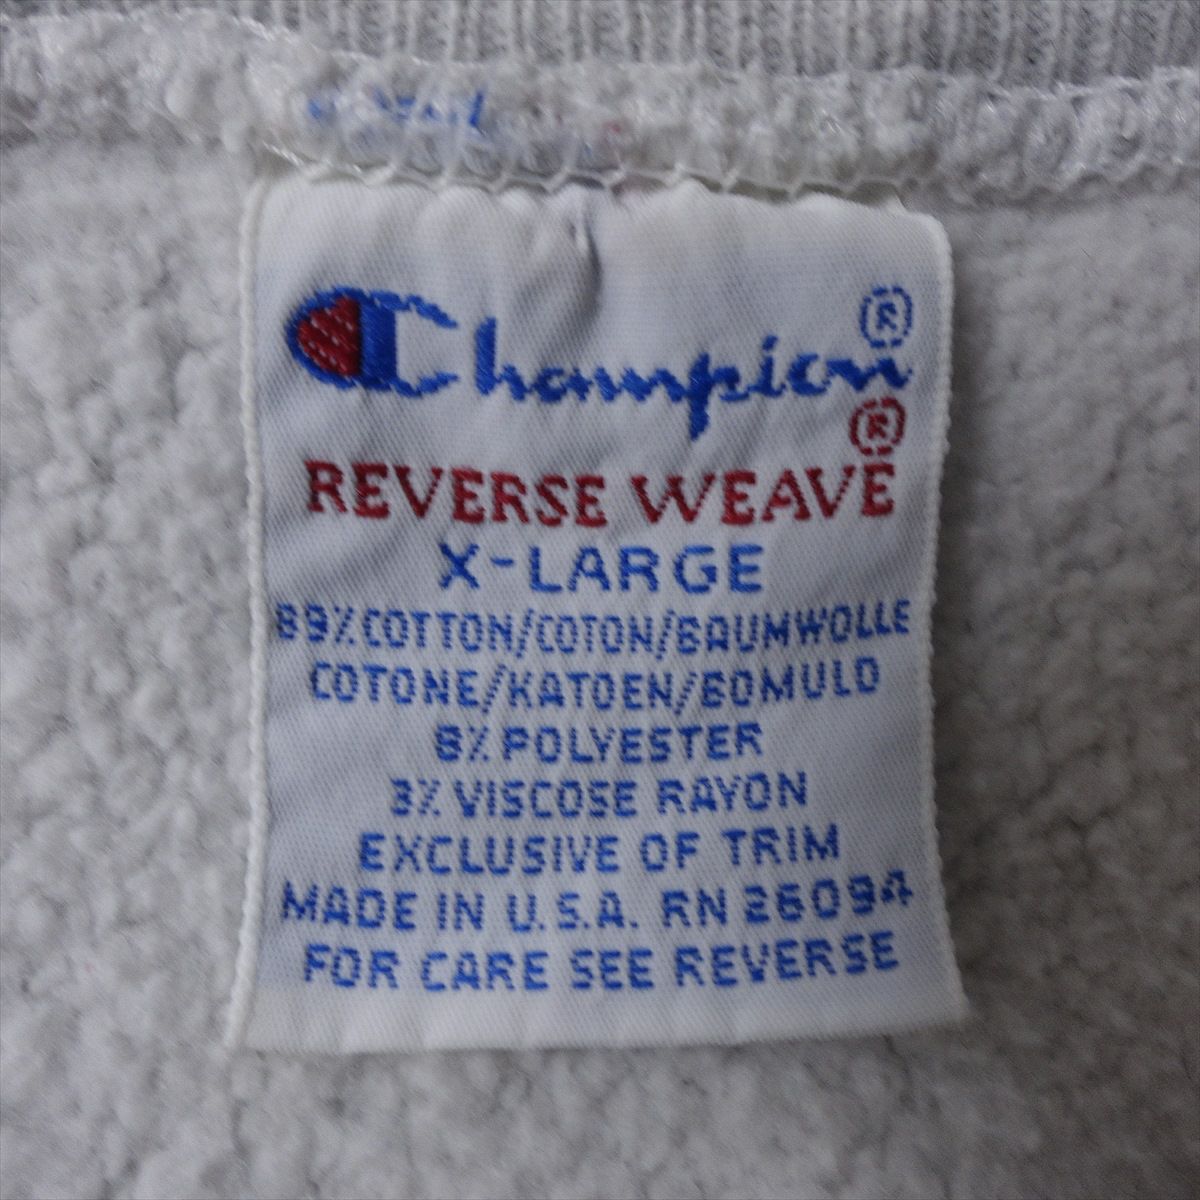 Champion®
®
REVERSE WEAVE
X-LARGE
89% COTTON/COTON/BAUMWOLLE
COTONE/KATOEN/BOMULD
8% POLYESTER
3% VISCOSE RAYON
EXCLUSIVE OF TRIM
MADE IN U.S.A. RN 26094
FOR CARE SEE REVERSE